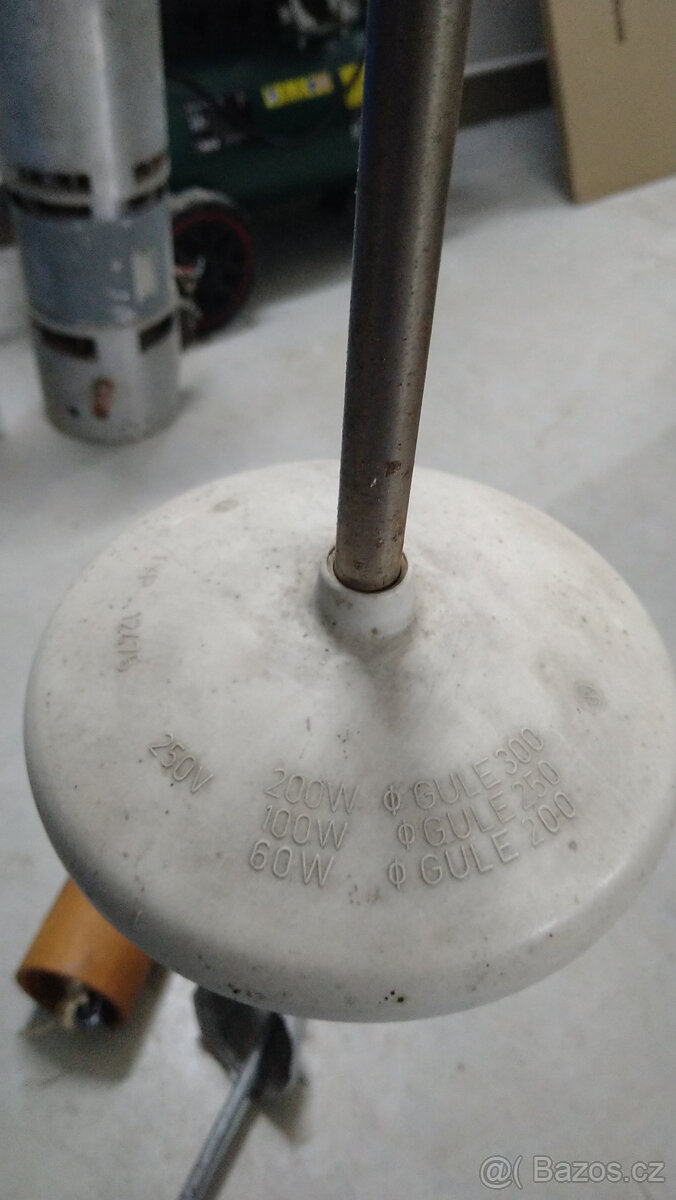 250V
200W ϕ GULE 300
100W ϕ GULE 250
60W ϕ GULE 200
@( Bazos.cz